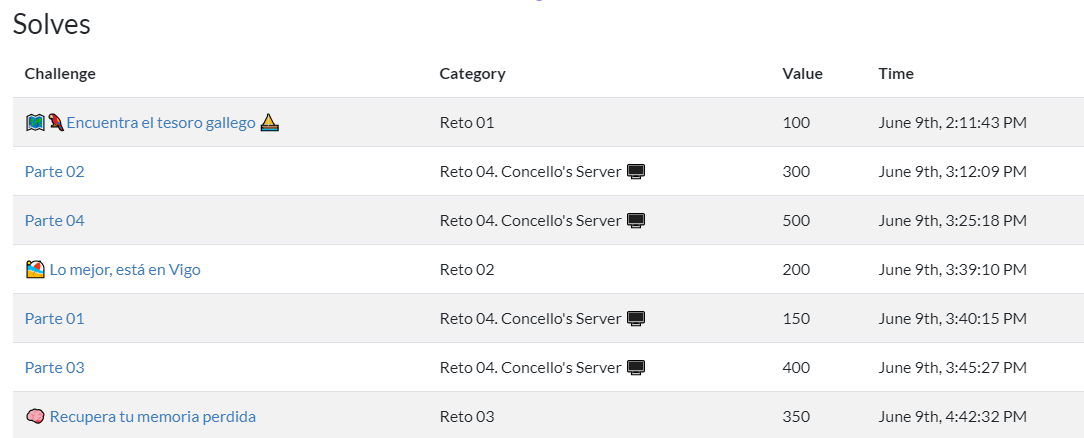 Solves
Challenge Category Value Time
🗺️🦜Encuentra el tesoro gallego ⛵ Reto 01 100 June 9th, 2:11:43 PM
Parte 02 Reto 04. Concello's Server 🖥️ 300 June 9th, 3:12:09 PM
Parte 04 Reto 04. Concello's Server 🖥️ 500 June 9th, 3:25:18 PM
🏖️ Lo mejor, está en Vigo Reto 02 200 June 9th, 3:39:10 PM
Parte 01 Reto 04. Concello's Server 🖥️ 150 June 9th, 3:40:15 PM
Parte 03 Reto 04. Concello's Server 🖥️ 400 June 9th, 3:45:27 PM
🧠 Recupera tu memoria perdida Reto 03 350 June 9th, 4:42:32 PM